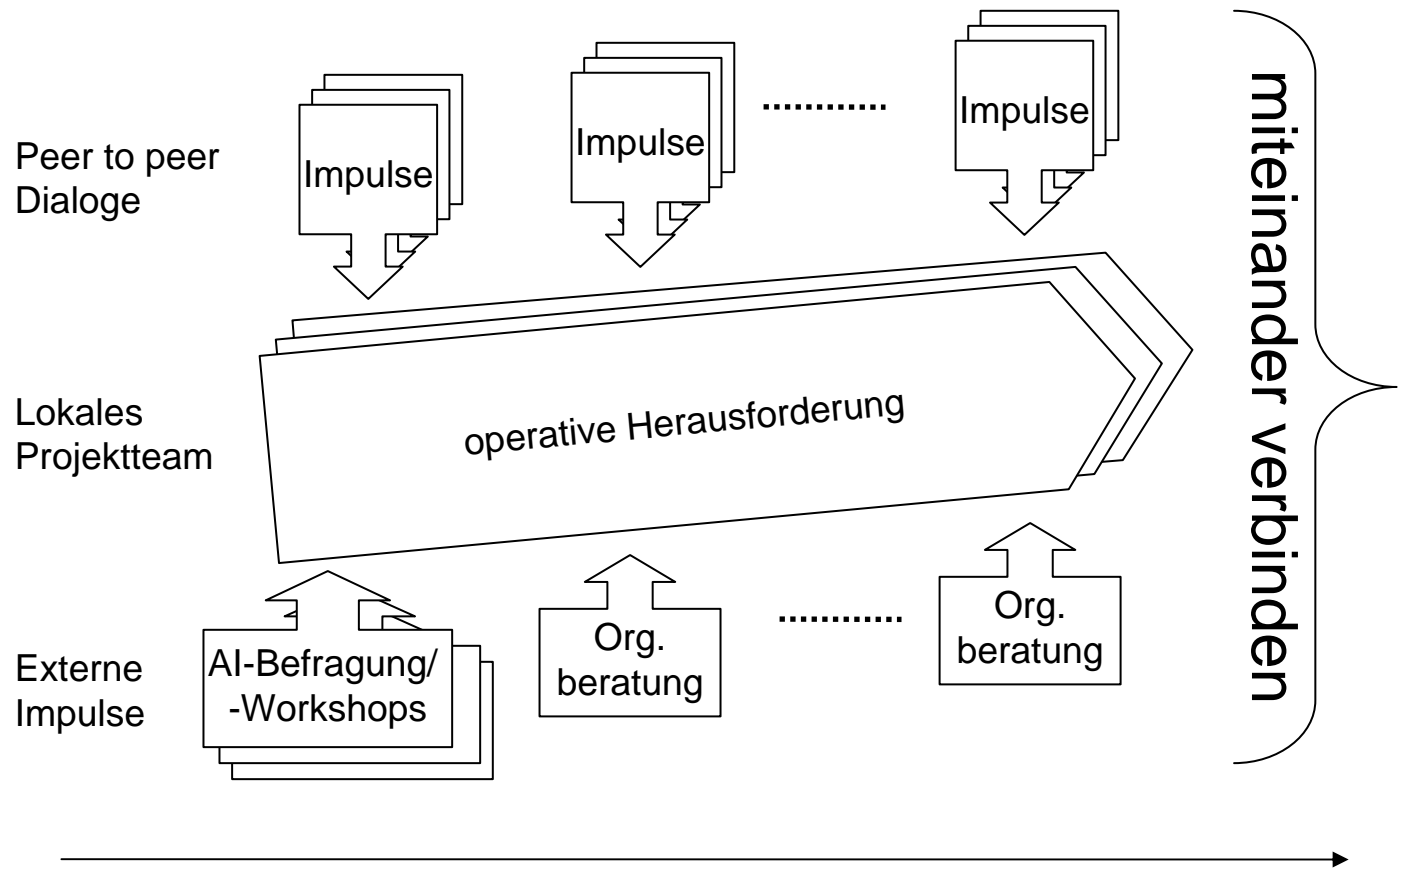 Peer to peer
Dialoge
Impulse
Impulse
Impulse
Lokales
Projektteam
operative Herausforderung
Externe
Impulse
AI-Befragung/
-Workshops
Org.
beratung
Org.
beratung
miteinander verbinden